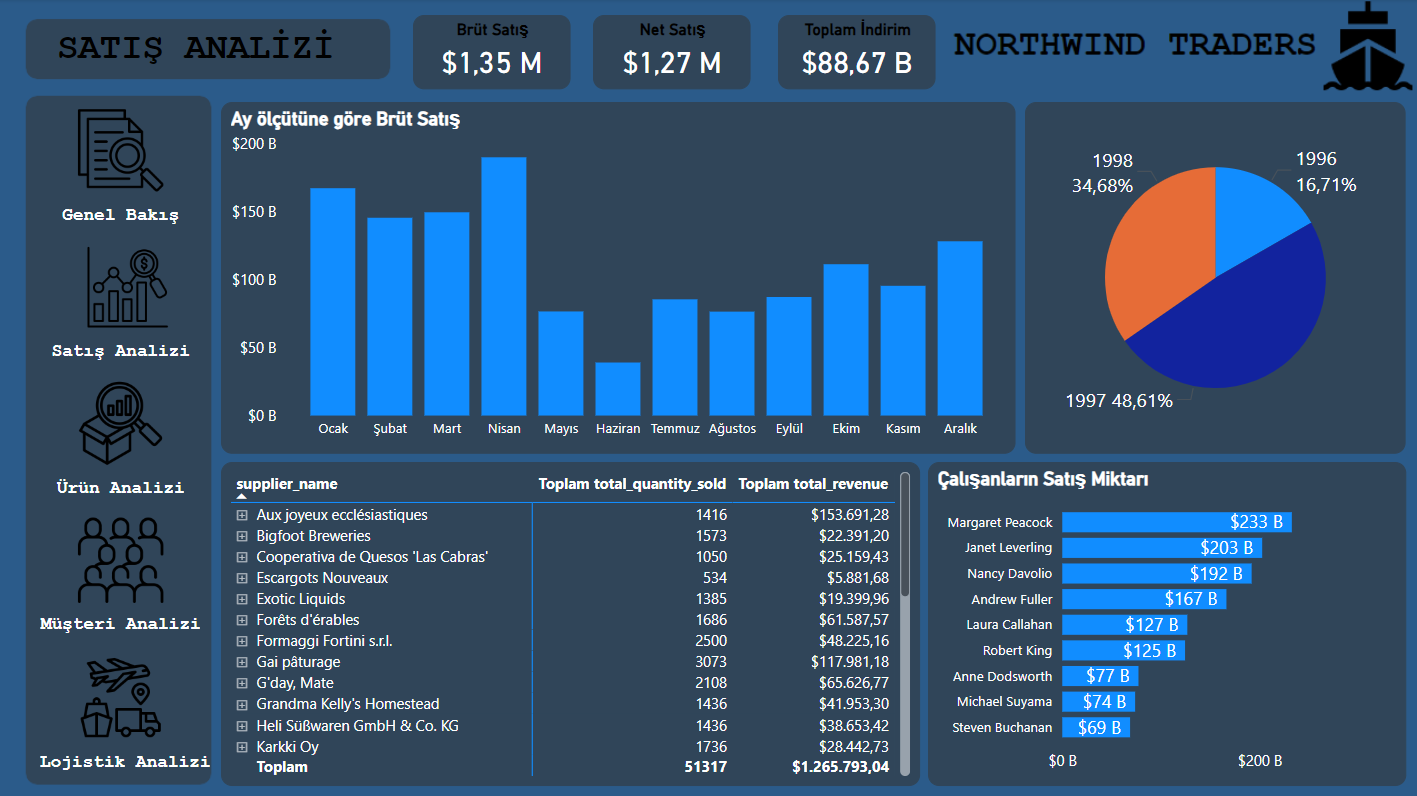 SATIŞ ANALİZİ
Brüt Satış
$1,35 M
Net Satış
$1,27 M
Toplam İndirim
$88,67 B
NORTHWIND TRADERS
Genel Bakış
Satış Analizi
Ürün Analizi
Müşteri Analizi
Lojistik Analizi
Ay ölçütüne göre Brüt Satış
$200 B
$150 B
$100 B
$50 B
$0 B
Ocak Şubat Mart Nisan Mayıs Haziran Temmuz Ağustos Eylül Ekim Kasım Aralık
1998
34,68%
1996
16,71%
1997 48,61%
supplier_name Toplam total_quantity_sold Toplam total_revenue
Aux joyeux ecclésiastiques 1416 $153.691,28
Bigfoot Breweries 1573 $22.391,20
Cooperativa de Quesos 'Las Cabras' 1050 $25.159,43
Escargots Nouveaux 534 $5.881,68
Exotic Liquids 1385 $19.399,96
Forêts d'érables 1686 $61.587,57
Formaggi Fortini s.r.l. 2500 $48.225,16
Gai pâturage 3073 $117.981,18
G'day, Mate 2108 $65.626,77
Grandma Kelly's Homestead 1436 $41.953,30
Heli Süßwaren GmbH & Co. KG 1436 $38.653,42
Karkki Oy 1736 $28.442,73
Toplam 51317 $1.265.793,04
Çalışanların Satış Miktarı
Margaret Peacock $233 B
Janet Leverling $203 B
Nancy Davolio $192 B
Andrew Fuller $167 B
Laura Callahan $127 B
Robert King $125 B
Anne Dodsworth $77 B
Michael Suyama $74 B
Steven Buchanan $69 B
$0 B $200 B